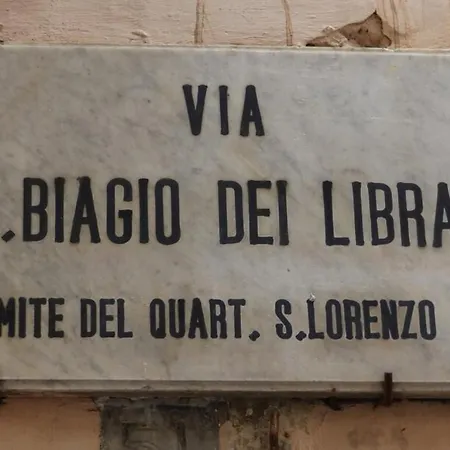 VIA
.BIAGIO DEI LIBRA
MITE DEL QUART. S.LORENZO